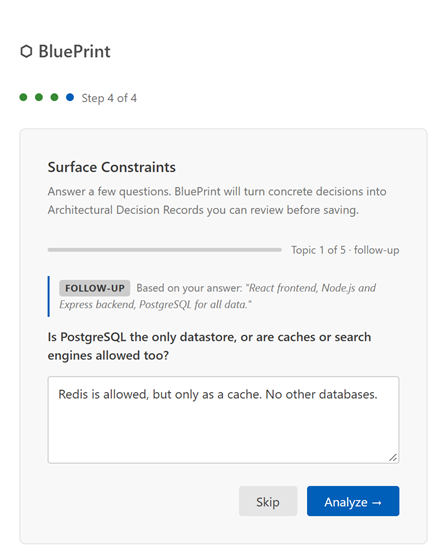 BluePrint
Step 4 of 4
Surface Constraints
Answer a few questions. BluePrint will turn concrete decisions into
Architectural Decision Records you can review before saving.
Topic 1 of 5 · follow-up
FOLLOW-UP Based on your answer: "React frontend, Node.js and
Express backend, PostgreSQL for all data."
Is PostgreSQL the only datastore, or are caches or search
engines allowed too?
Redis is allowed, but only as a cache. No other databases.
Skip
Analyze →